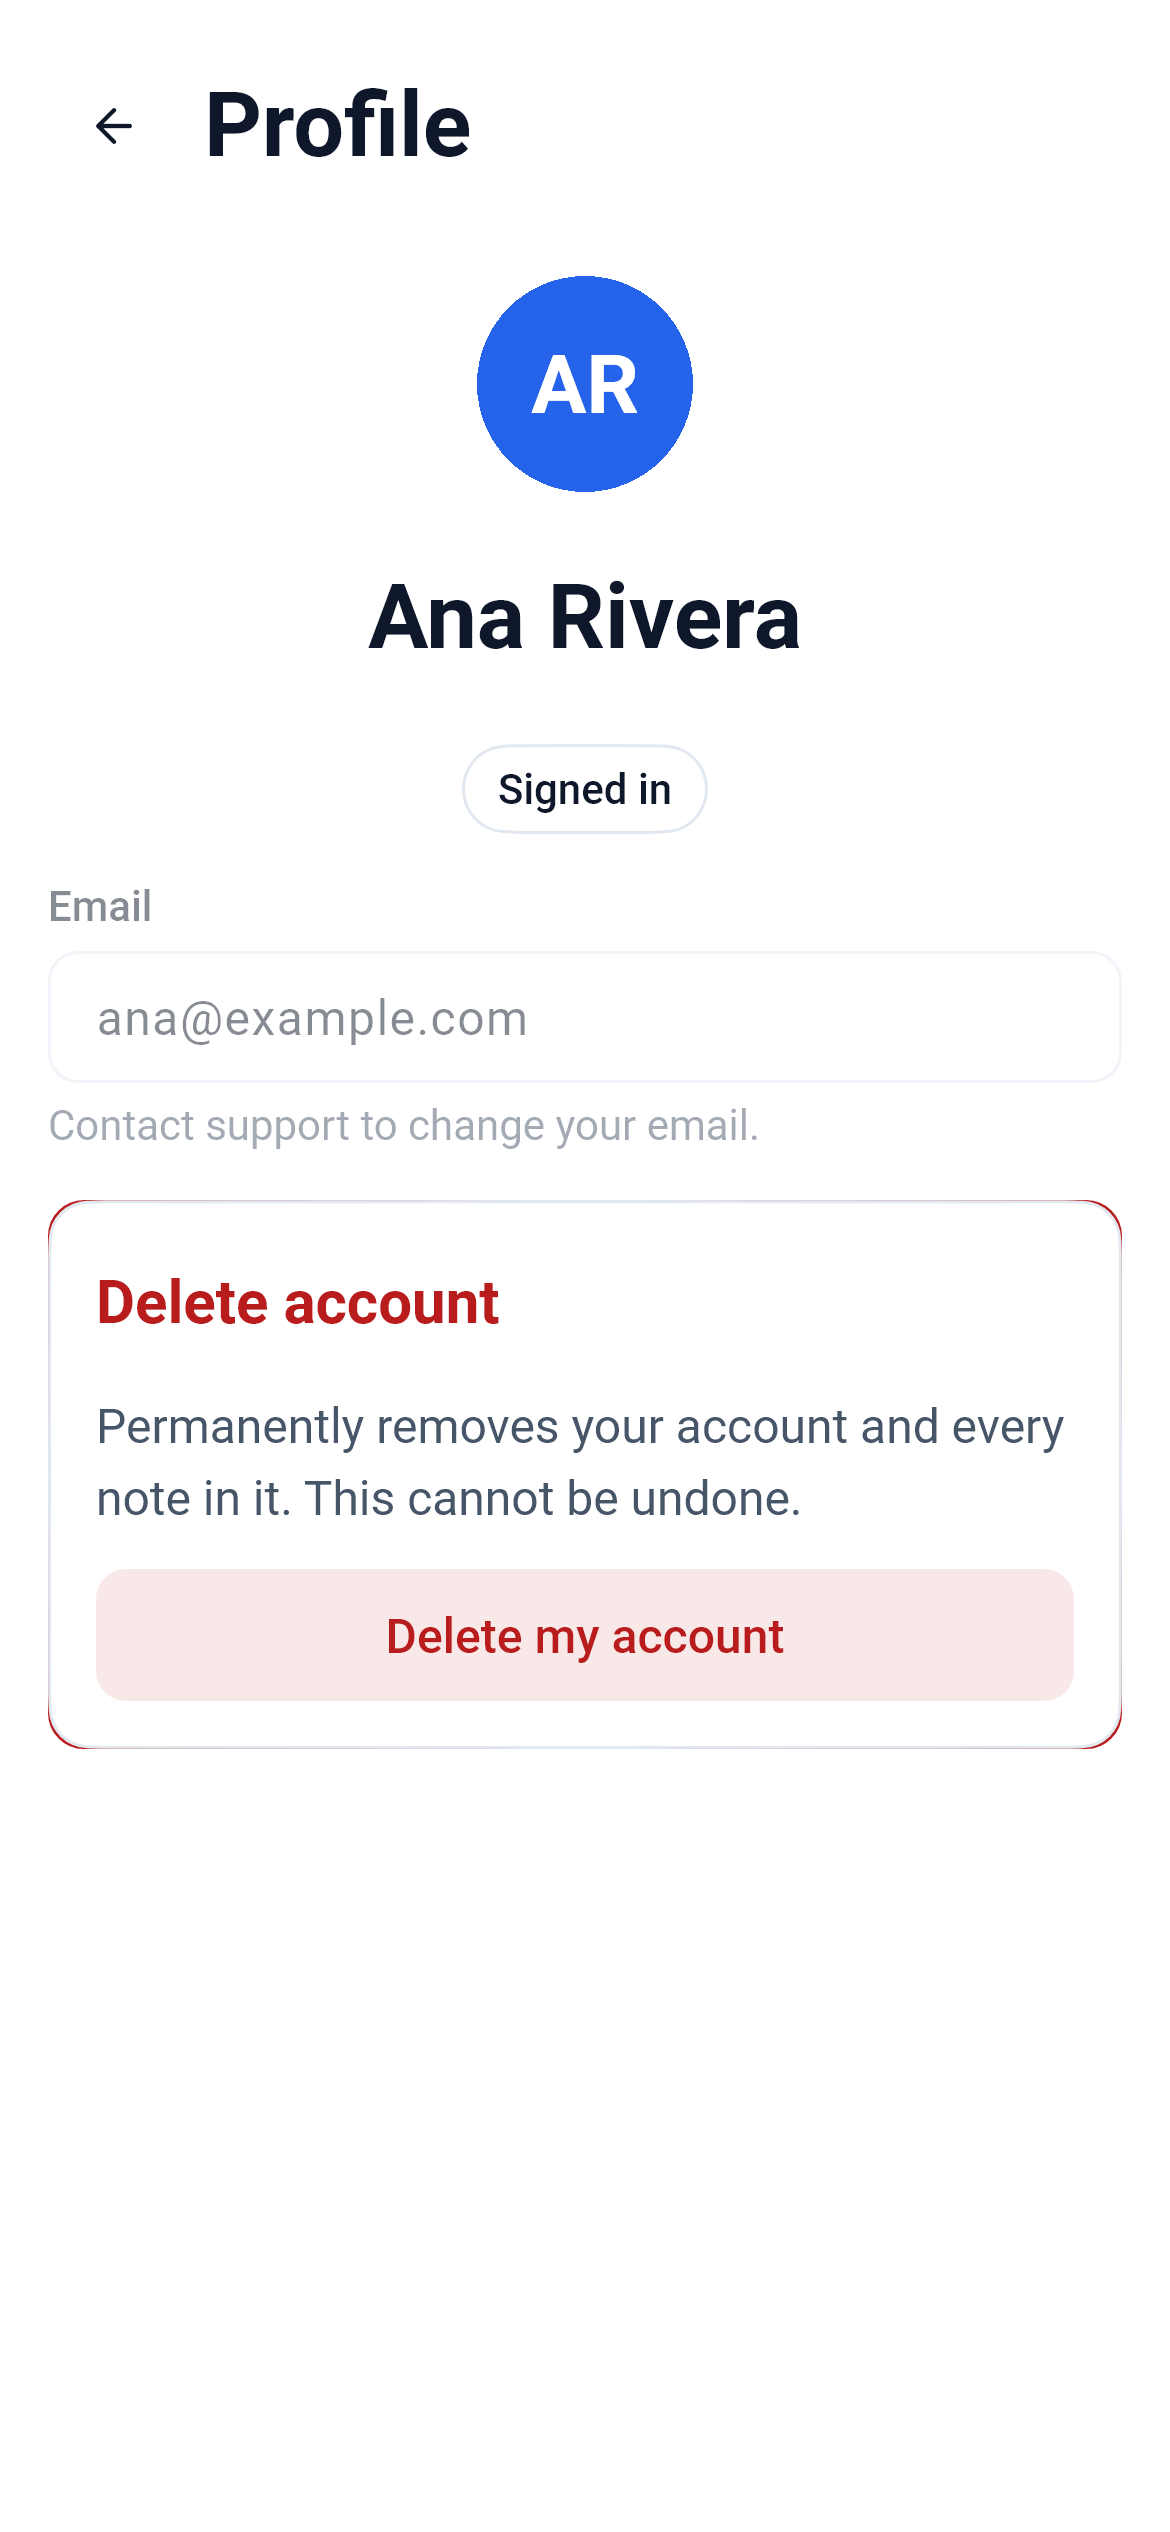 Profile
AR
Ana Rivera
Signed in
Email
ana@example.com
Contact support to change your email.
Delete account
Permanently removes your account and every
note in it. This cannot be undone.
Delete my account